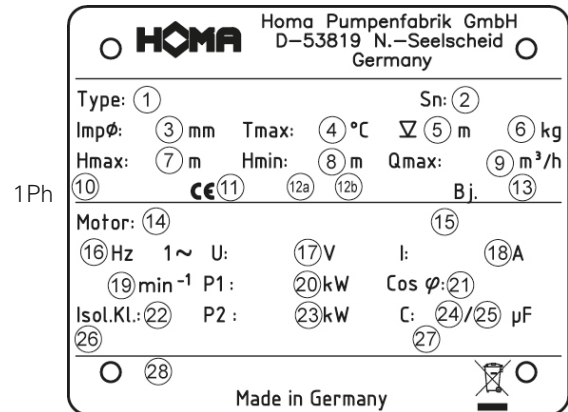 HOMA Homa Pumpenfabrik GmbH
D-53819 N.-Seelscheid
Germany
Type: 1 Sn: 2
ImpØ: 3 mm Tmax: 4 °C 5 m 6 kg
Hmax: 7 m Hmin: 8 m Qmax: 9 m³/h
1Ph 10 CE 11 12a 12b Bj. 13
Motor: 14 15
16 Hz 1~ U: 17 V I: 18 A
19 min⁻¹ P1: 20 kW Cos φ: 21
Isol.Kl.: 22 P2 : 23 kW C: 24 / 25 µF
26 27
28
Made in Germany